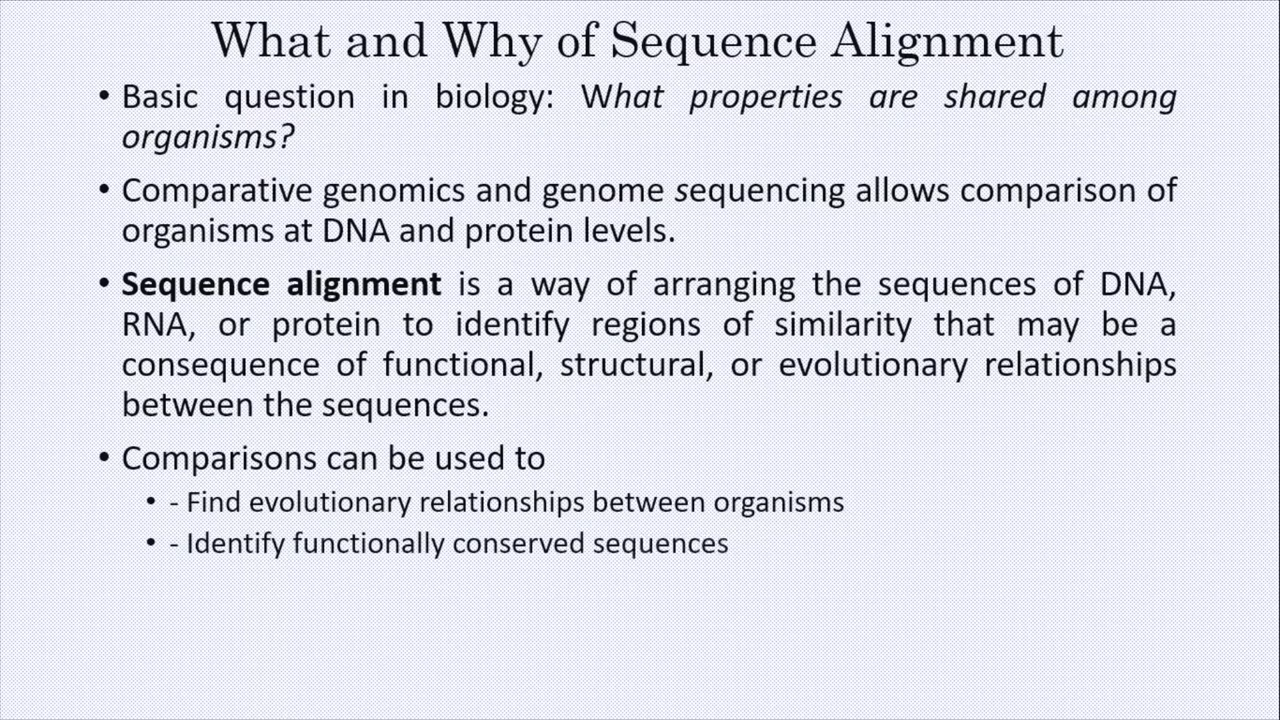 What and Why of Sequence Alignment
• Basic question in biology: What properties are shared among
organisms?
• Comparative genomics and genome sequencing allows comparison of
organisms at DNA and protein levels.
• Sequence alignment is a way of arranging the sequences of DNA,
RNA, or protein to identify regions of similarity that may be a
consequence of functional, structural, or evolutionary relationships
between the sequences.
• Comparisons can be used to
• - Find evolutionary relationships between organisms
• - Identify functionally conserved sequences